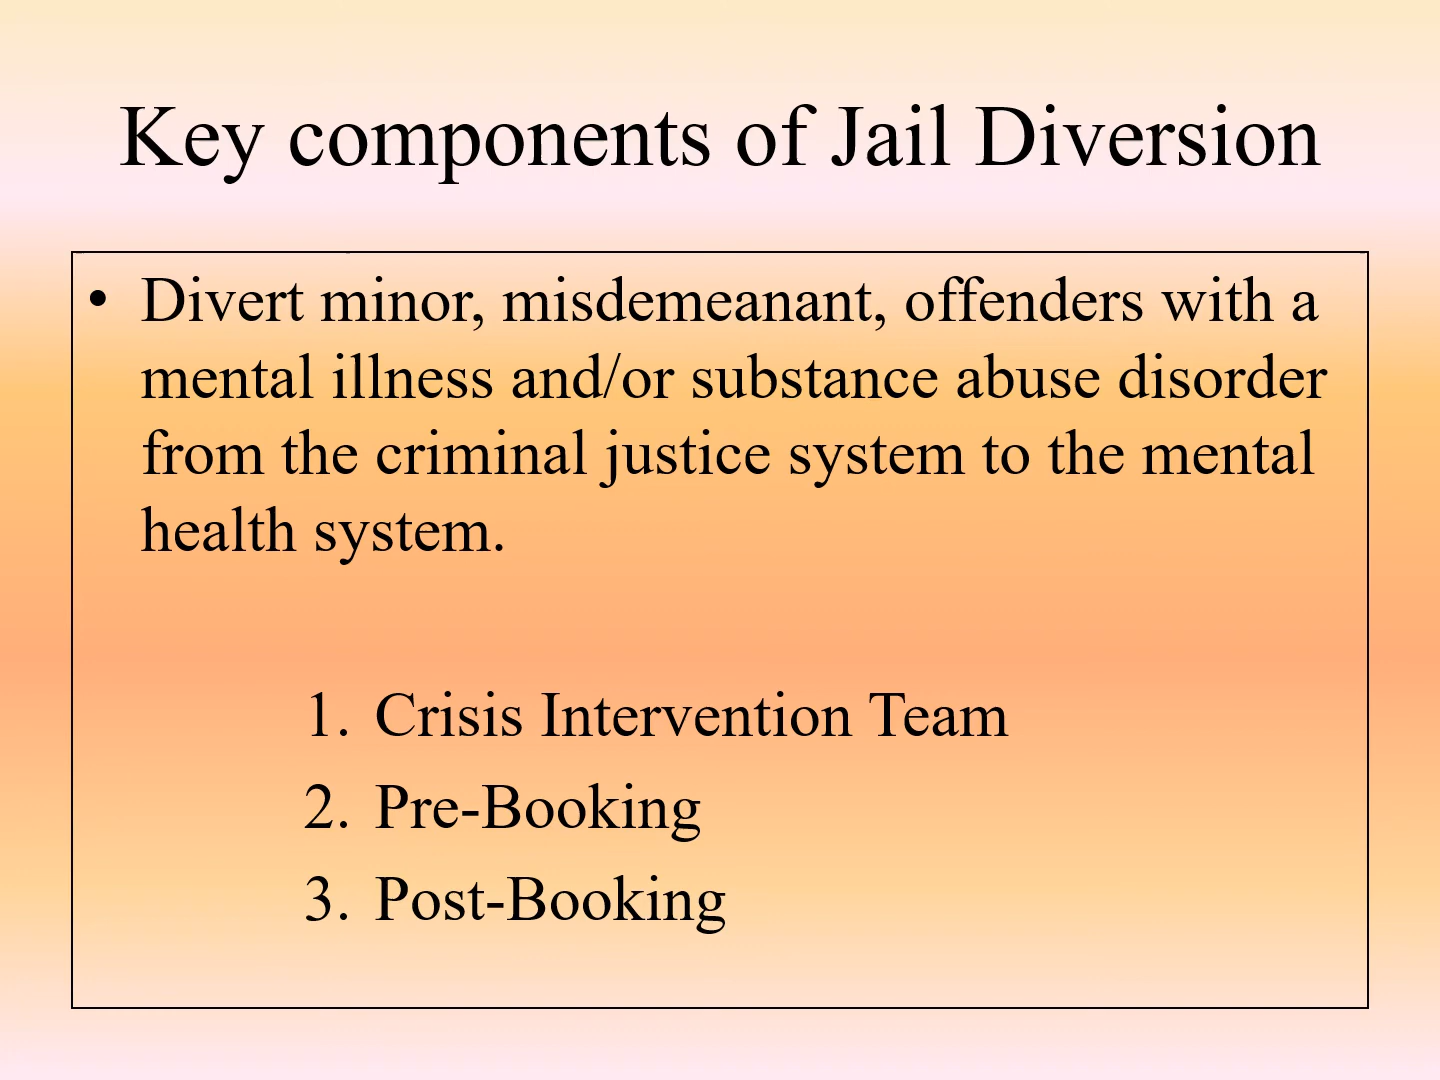 Key components of Jail Diversion
• Divert minor, misdemeanant, offenders with a
mental illness and/or substance abuse disorder
from the criminal justice system to the mental
health system.
1. Crisis Intervention Team
2. Pre-Booking
3. Post-Booking